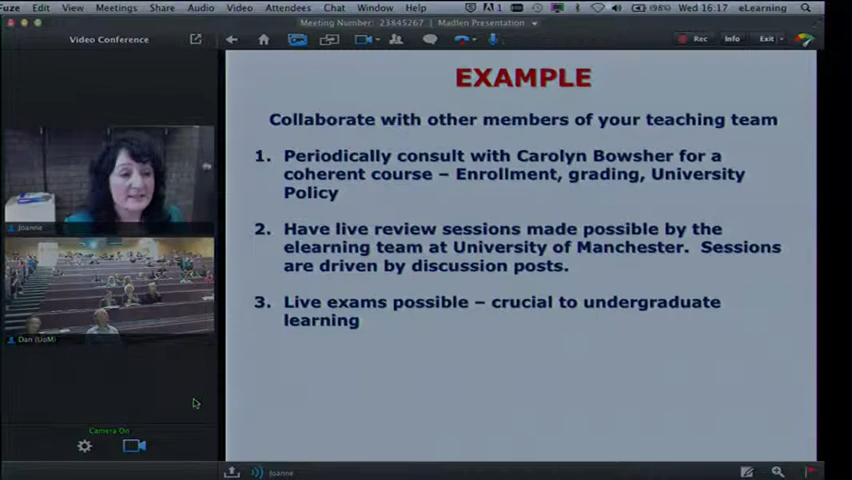 Fuze Edit View Meetings Share Audio Video Attendees Chat Window Help 1 (98%) Wed 16:17 eLearning
Meeting Number: 23845267 Madlen Presentation
Video Conference
Rec Info Exit
EXAMPLE
Collaborate with other members of your teaching team
1. Periodically consult with Carolyn Bowsher for a
coherent course – Enrollment, grading, University
Policy
2. Have live review sessions made possible by the
elearning team at University of Manchester. Sessions
are driven by discussion posts.
3. Live exams possible – crucial to undergraduate
learning
Joanne
Dan (UoM)
Camera On
Joanne